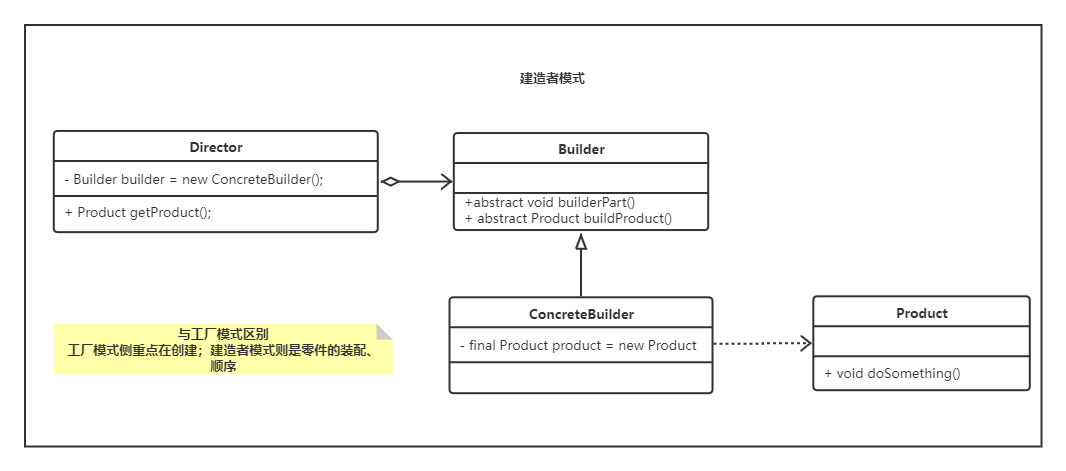 建造者模式
Director
- Builder builder = new ConcreteBuilder();
+ Product getProduct();
Builder
+abstract void builderPart()
+ abstract Product buildProduct()
与工厂模式区别
工厂模式侧重点在创建；建造者模式则是零件的装配、
顺序
ConcreteBuilder
- final Product product = new Product
Product
+ void doSomething()